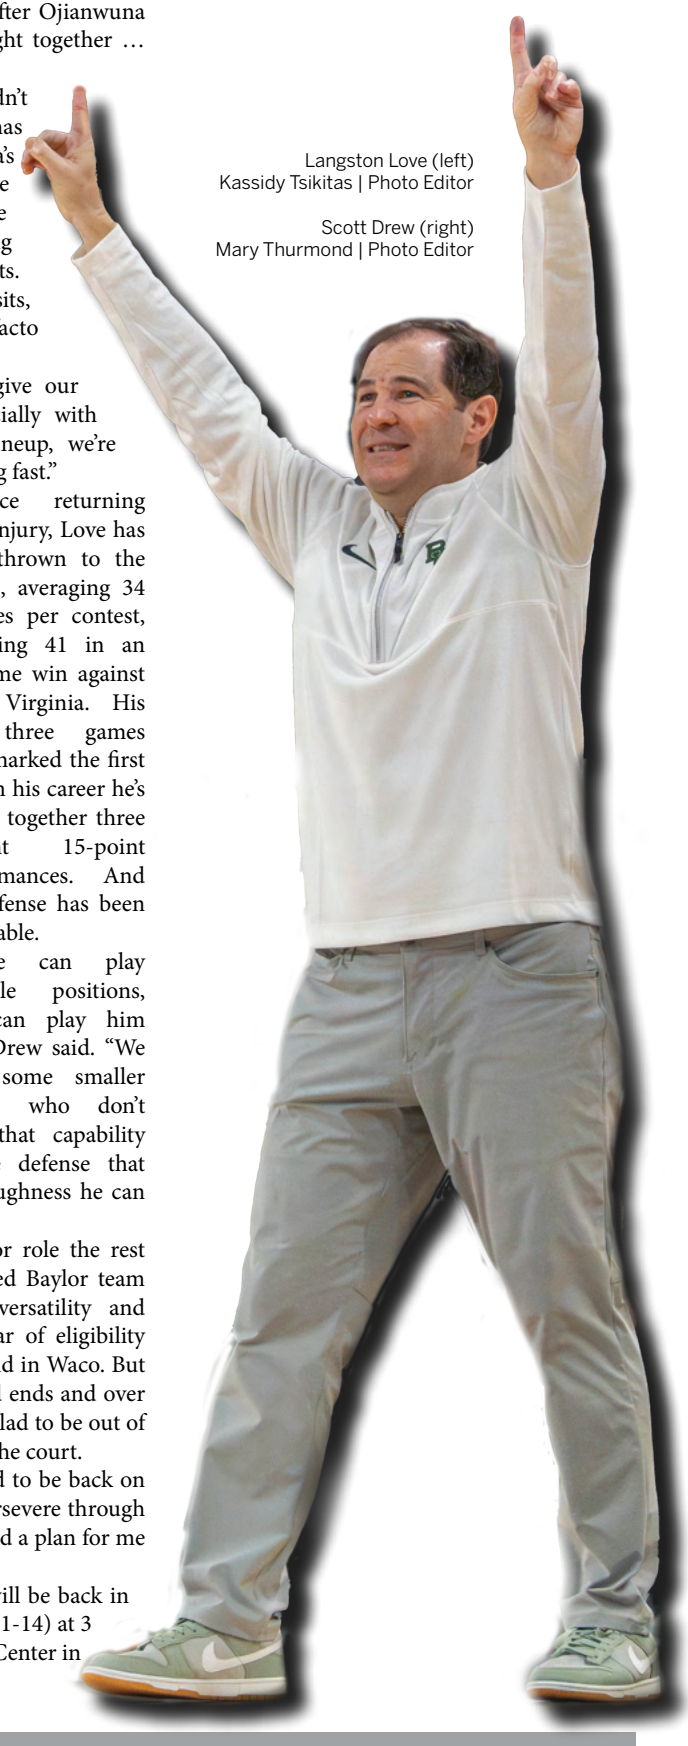 fter Ojianwuna
ght together …
dn’t
has
a’s
e
e
g
ts.
sits,
acto
give our
ially with
neup, we’re
g fast.”
ce returning
njury, Love has
thrown to the
, averaging 34
es per contest,
ing 41 in an
me win against
Virginia. His
three games
marked the first
n his career he’s
together three
nt 15-point
mances. And
fense has been
able.
e can play
le positions,
can play him
Drew said. “We
some smaller
who don’t
that capability
e defense that
ughness he can
or role the rest
ed Baylor team
versatility and
ar of eligibility
nd in Waco. But
l ends and over
lad to be out of
he court.
d to be back on
rsevere through
d a plan for me
will be back in
1-14) at 3
Center in
Langston Love (left)
Kassidy Tsikitas | Photo Editor
Scott Drew (right)
Mary Thurmond | Photo Editor